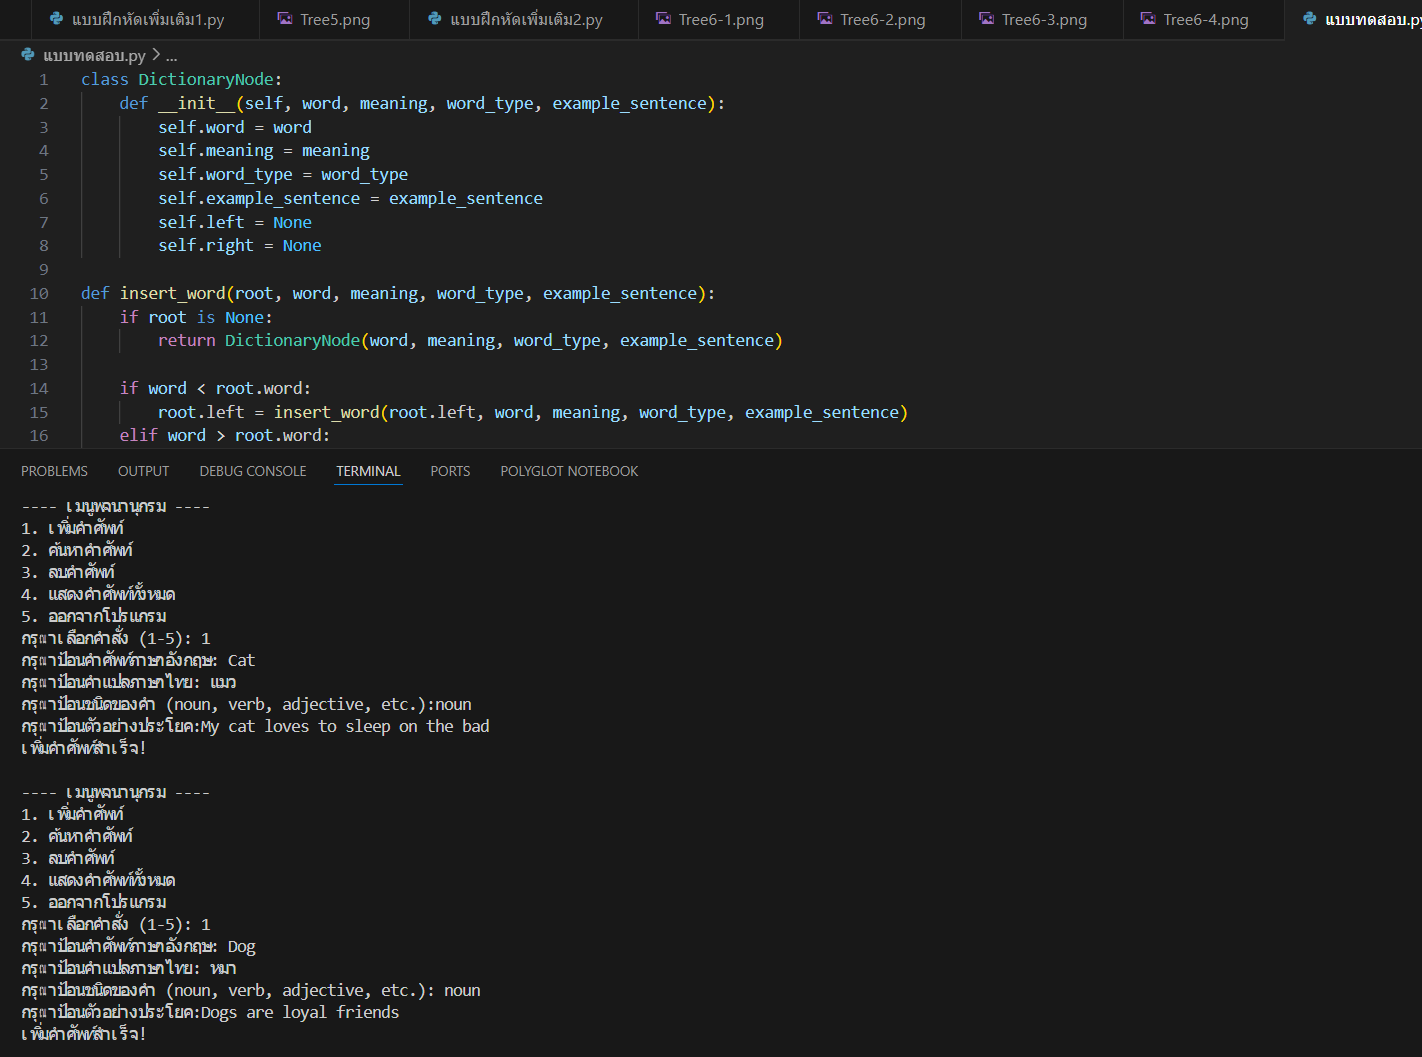 แบบฝึกหัดเพิ่มเติม1.py
Tree5.png
แบบฝึกหัดเพิ่มเติม2.py
Tree6-1.png
Tree6-2.png
Tree6-3.png
Tree6-4.png
แบบทดสอบ.py
แบบทดสอบ.py > ...
1 class DictionaryNode:
2 def __init__(self, word, meaning, word_type, example_sentence):
3 self.word = word
4 self.meaning = meaning
5 self.word_type = word_type
6 self.example_sentence = example_sentence
7 self.left = None
8 self.right = None
9
10 def insert_word(root, word, meaning, word_type, example_sentence):
11 if root is None:
12 return DictionaryNode(word, meaning, word_type, example_sentence)
13
14 if word < root.word:
15 root.left = insert_word(root.left, word, meaning, word_type, example_sentence)
16 elif word > root.word:
PROBLEMS OUTPUT DEBUG CONSOLE TERMINAL PORTS POLYGLOT NOTEBOOK
---- เมนูพจนานุกรม ----
1. เพิ่มคำศัพท์
2. ค้นหาคำศัพท์
3. ลบคำศัพท์
4. แสดงคำศัพท์ทั้งหมด
5. ออกจากโปรแกรม
กรุณาเลือกคำสั่ง (1-5): 1
กรุณาป้อนคำศัพท์ภาษาอังกฤษ: Cat
กรุณาป้อนคำแปลภาษาไทย: แมว
กรุณาป้อนชนิดของคำ (noun, verb, adjective, etc.):noun
กรุณาป้อนตัวอย่างประโยค:My cat loves to sleep on the bad
เพิ่มคำศัพท์สำเร็จ!
---- เมนูพจนานุกรม ----
1. เพิ่มคำศัพท์
2. ค้นหาคำศัพท์
3. ลบคำศัพท์
4. แสดงคำศัพท์ทั้งหมด
5. ออกจากโปรแกรม
กรุณาเลือกคำสั่ง (1-5): 1
กรุณาป้อนคำศัพท์ภาษาอังกฤษ: Dog
กรุณาป้อนคำแปลภาษาไทย: หมา
กรุณาป้อนชนิดของคำ (noun, verb, adjective, etc.): noun
กรุณาป้อนตัวอย่างประโยค:Dogs are loyal friends
เพิ่มคำศัพท์สำเร็จ!